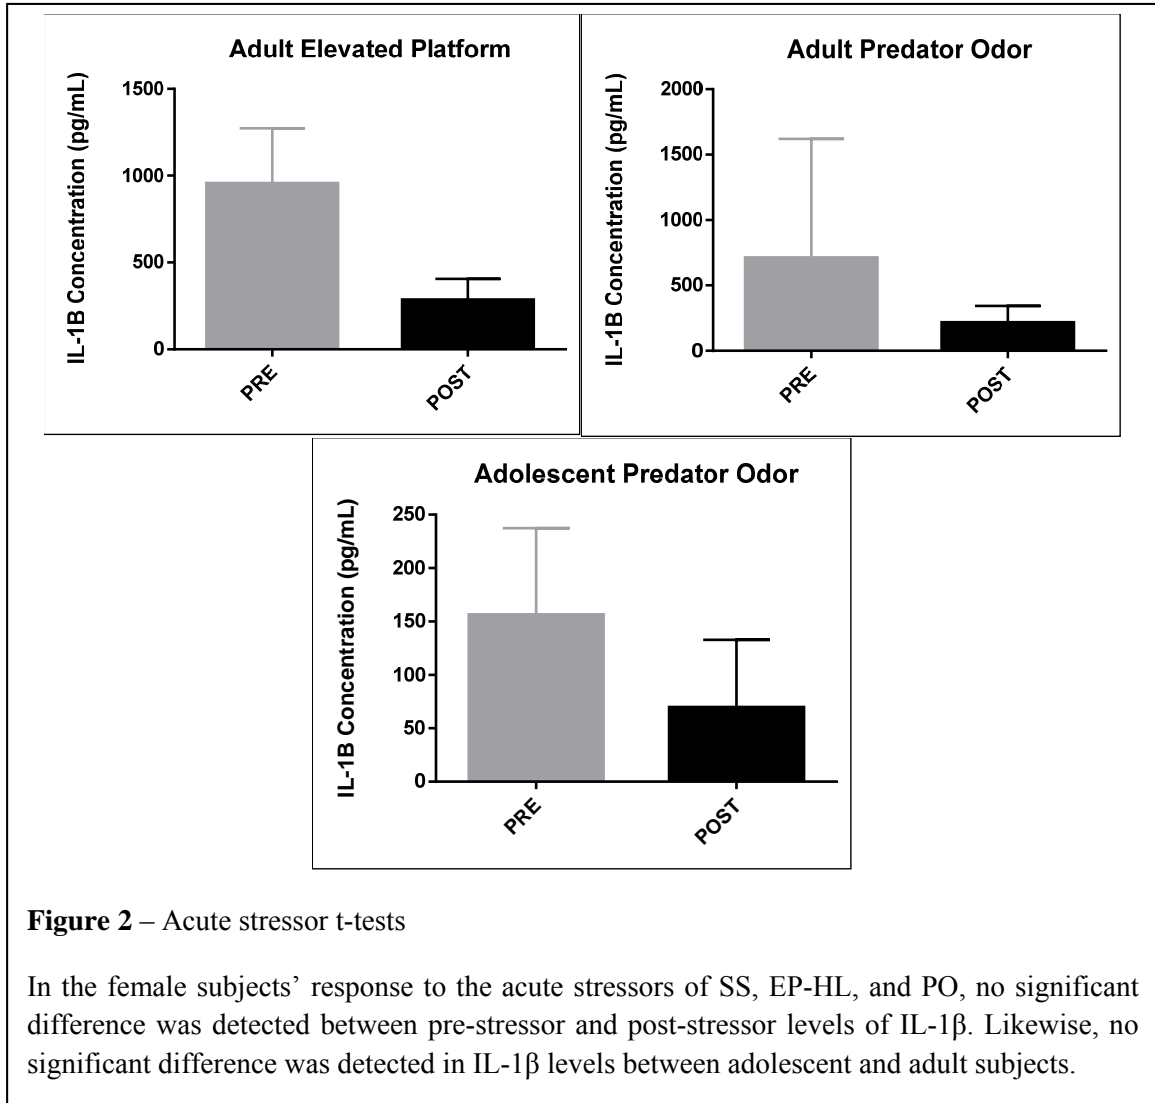 Adult Elevated Platform
IL-1B Concentration (pg/mL)
1500
1000
500
0
PRE
POST
Adult Predator Odor
IL-1B Concentration (pg/mL)
2000
1500
1000
500
0
PRE
POST
Adolescent Predator Odor
IL-1B Concentration (pg/mL)
250
200
150
100
50
0
PRE
POST
Figure 2 – Acute stressor t-tests
In the female subjects’ response to the acute stressors of SS, EP-HL, and PO, no significant
difference was detected between pre-stressor and post-stressor levels of IL-1β. Likewise, no
significant difference was detected in IL-1β levels between adolescent and adult subjects.